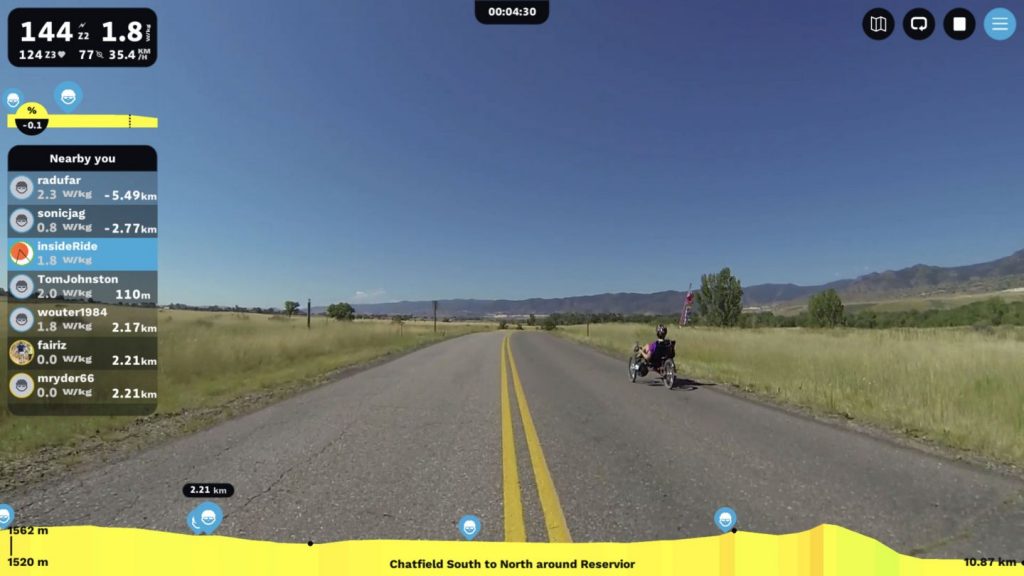 00:04:30
144 Z2 1.8
124 Z3 77 35.4 KM/H
%
-0.1
Nearby you
radufar
2.3 W/kg -5.49km
sonicjag
0.8 W/kg -2.77km
insideRide
1.8 W/kg
TomJohnston
2.0 W/kg 110m
wouter1984
1.8 W/kg 2.17km
fairiz
0.0 W/kg 2.21km
mryder66
0.0 W/kg 2.21km
2.21 km
1562 m
1520 m
Chatfield South to North around Reservior
10.87 km